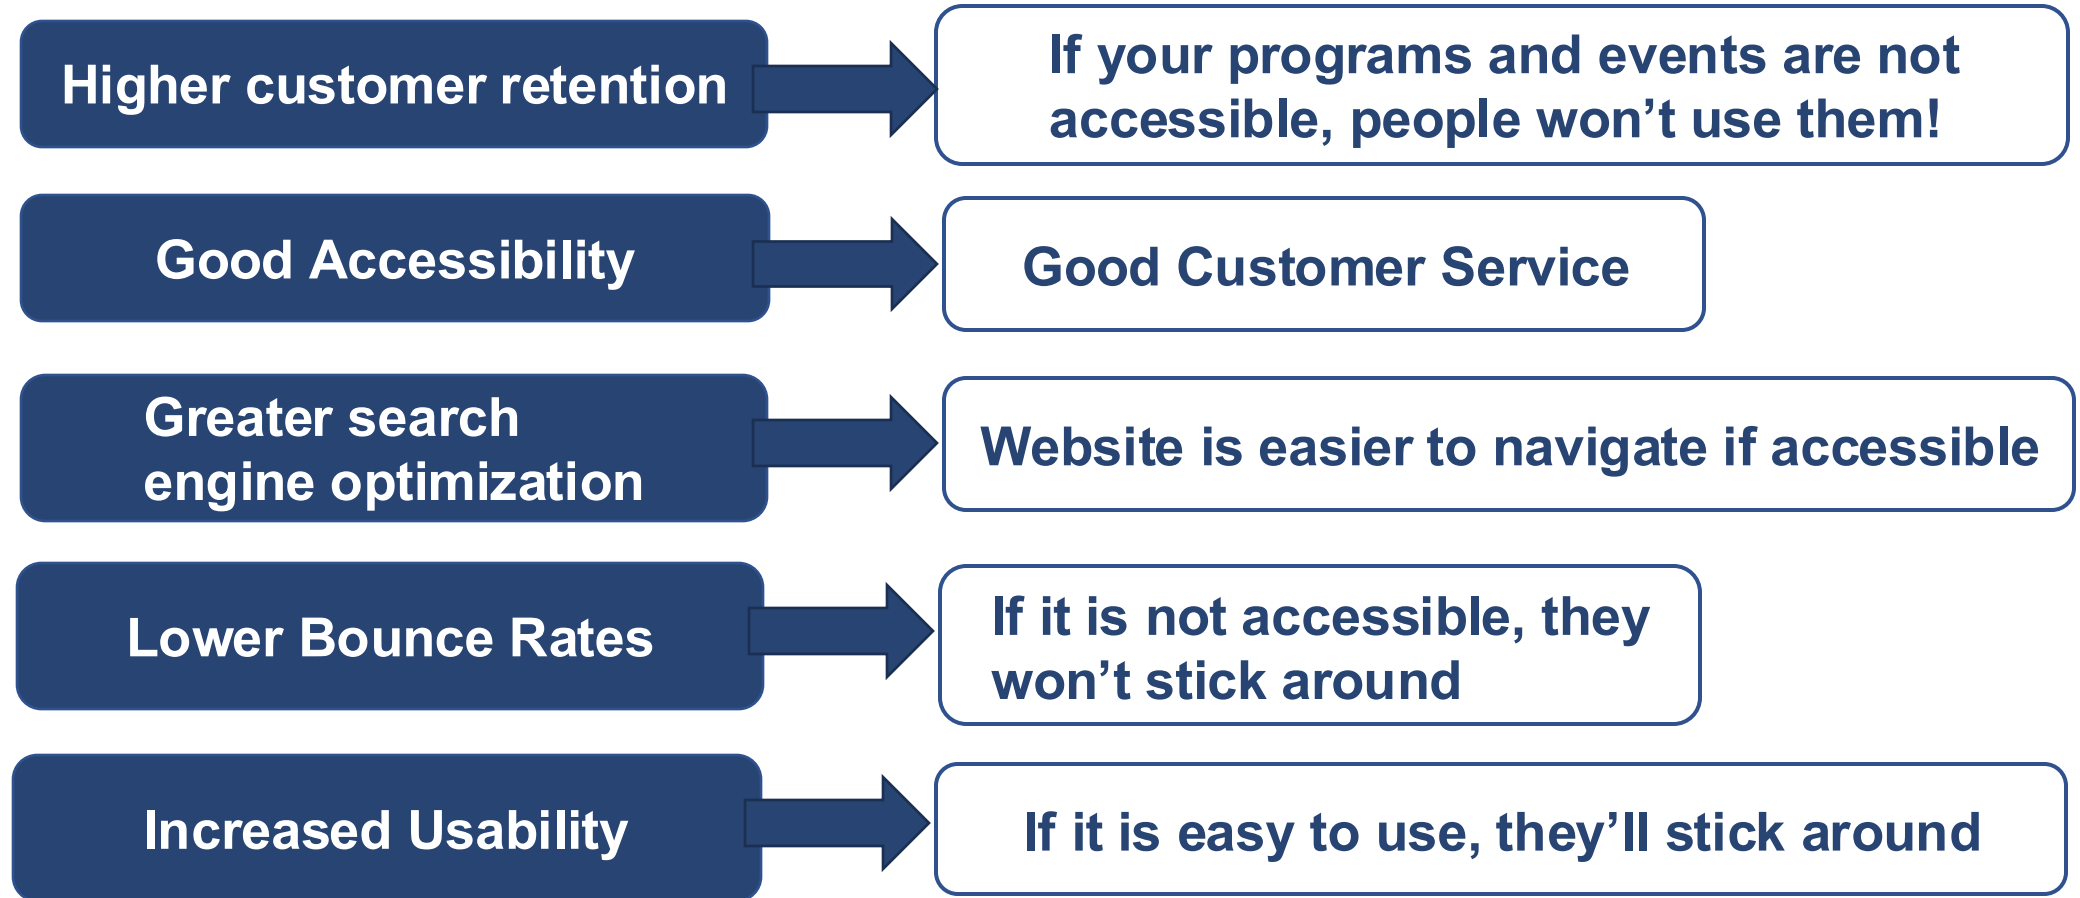 Higher customer retention
If your programs and events are not
accessible, people won’t use them!
Good Accessibility
Good Customer Service
Greater search
engine optimization
Website is easier to navigate if accessible
Lower Bounce Rates
If it is not accessible, they
won’t stick around
Increased Usability
If it is easy to use, they’ll stick around